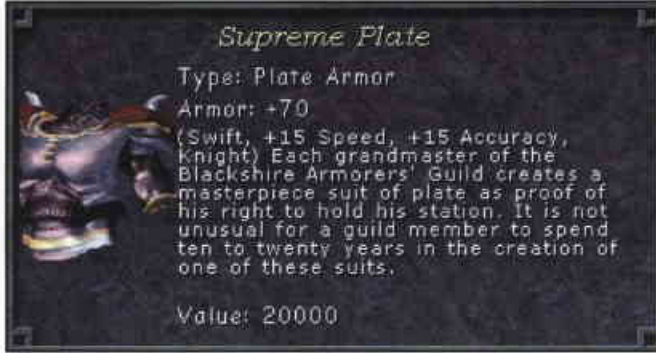 Supreme Plate
Type: Plate Armor
Armor: +70
(Swift, +15 Speed, +15 Accuracy,
Knight) Each grandmaster of the
Blackshire Armorers' Guild creates a
masterpiece suit of plate as proof of
his right to hold his station. It is not
unusual for a guild member to spend
ten to twenty years in the creation of
one of these suits.
Value: 20000